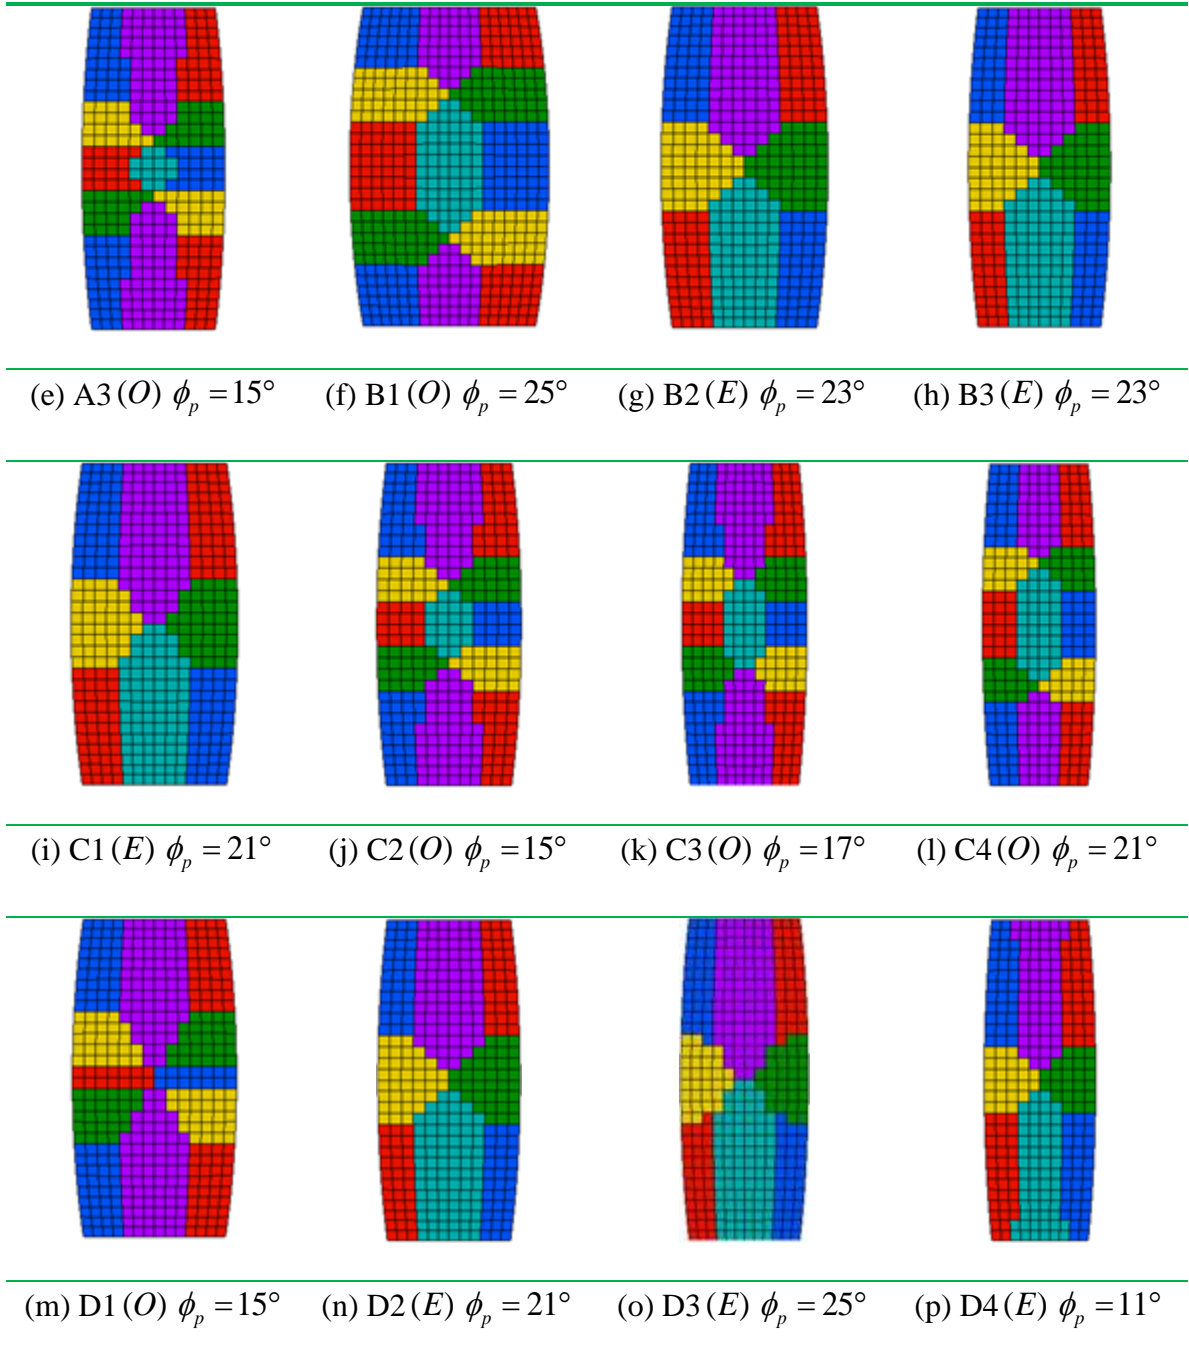 (e) A3 (O) ϕp = 15° (f) B1 (O) ϕp = 25° (g) B2 (E) ϕp = 23° (h) B3 (E) ϕp = 23°
(i) C1 (E) ϕp = 21° (j) C2 (O) ϕp = 15° (k) C3 (O) ϕp = 17° (l) C4 (O) ϕp = 21°
(m) D1 (O) ϕp = 15° (n) D2 (E) ϕp = 21° (o) D3 (E) ϕp = 25° (p) D4 (E) ϕp = 11°